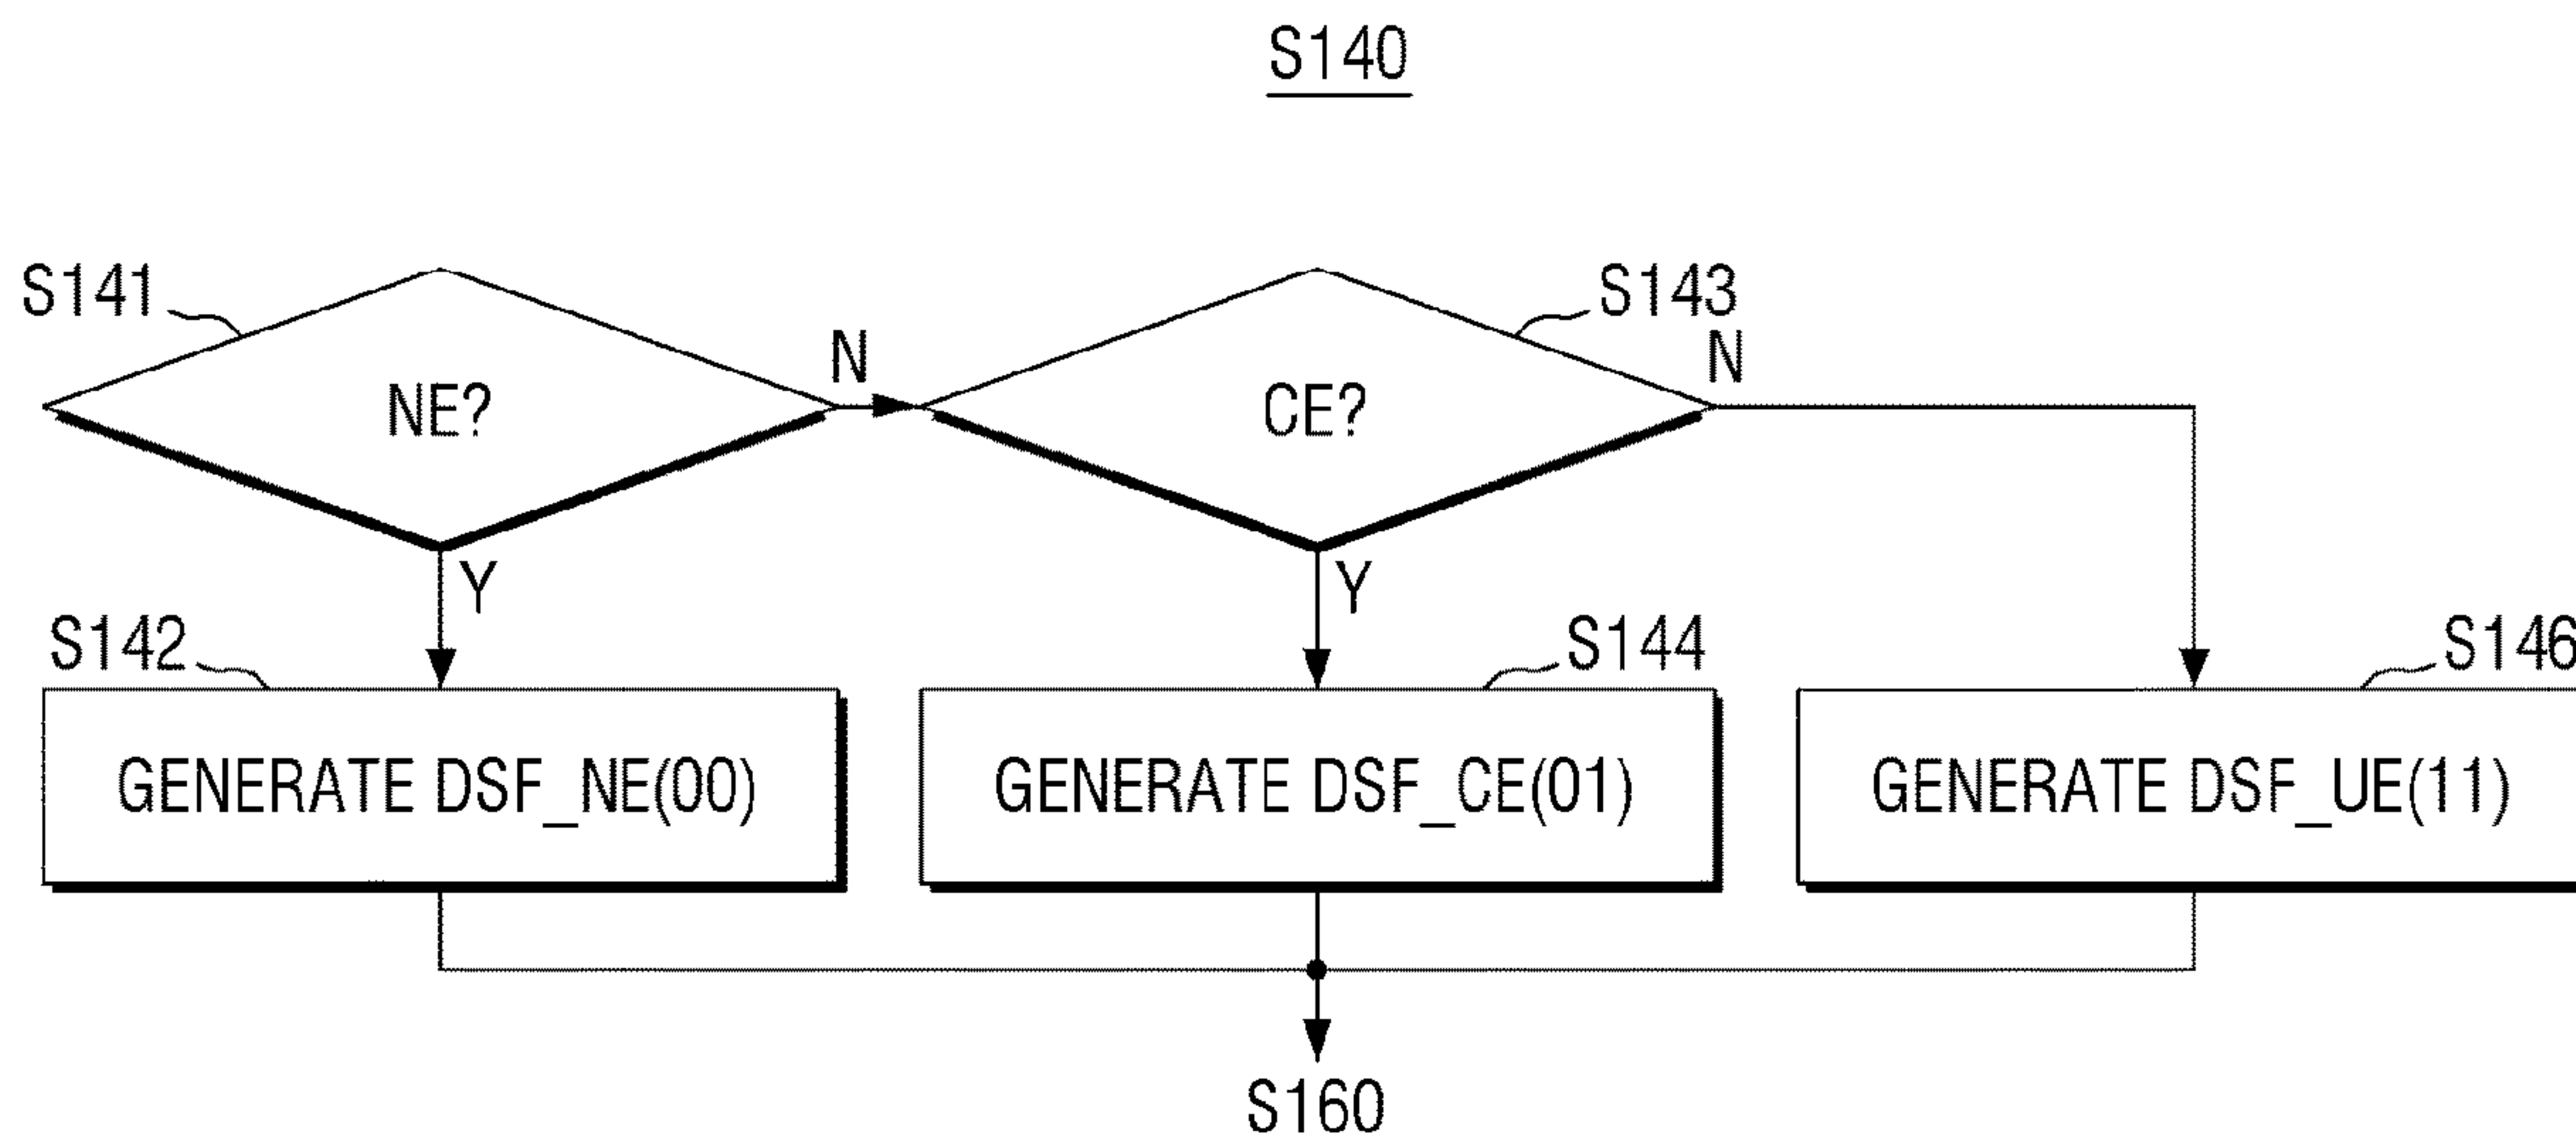 S140
S141
NE?
N
CE?
S143
N
Y
Y
S142
S144
S146
GENERATE DSF_NE(00)
GENERATE DSF_CE(01)
GENERATE DSF_UE(11)
S160